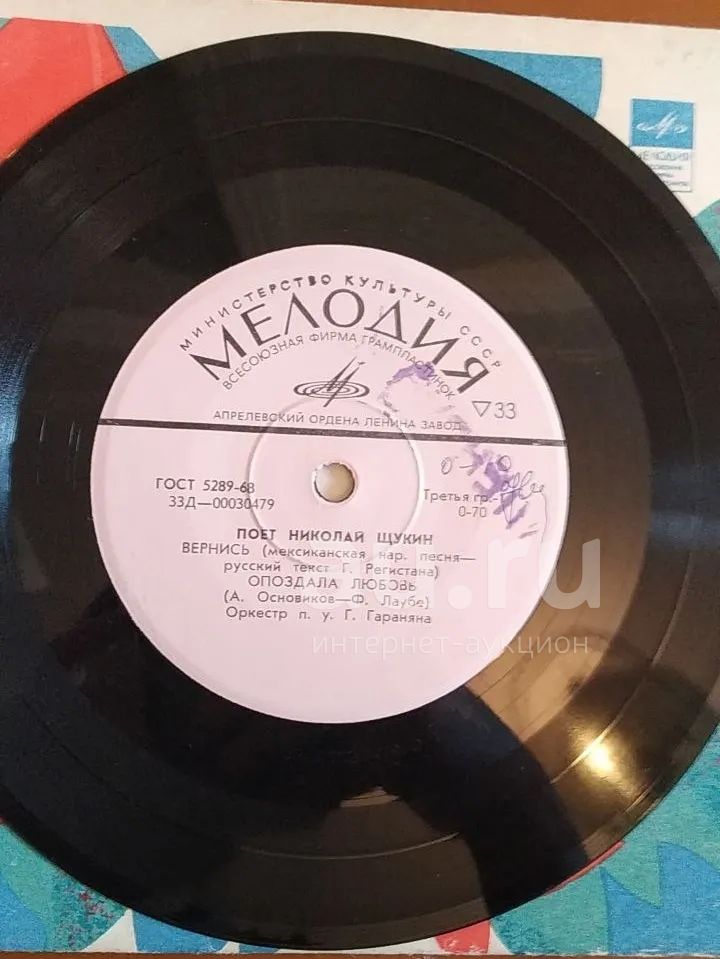 МЕЛОДИЯ
МИНИСТЕРСТВО КУЛЬТУРЫ СССР
МЕЛОДИЯ
ВСЕСОЮЗНАЯ ФИРМА ГРАМПЛАСТИНОК
▽33
АПРЕЛЕВСКИЙ ОРДЕНА ЛЕНИНА ЗАВОД
ГОСТ 5289-68
33Д—00030479
Третья гр.
0-70
ПОЕТ НИКОЛАЙ ЩУКИН
ВЕРНИСЬ (мексиканская нар. песня—
русский текст Г. Регистана)
ОПОЗДАЛА ЛЮБОВЬ
(А. Основиков—Ф. Лаубе)
Оркестр п. у. Г. Гараняна
.ru
интернет-аукцион